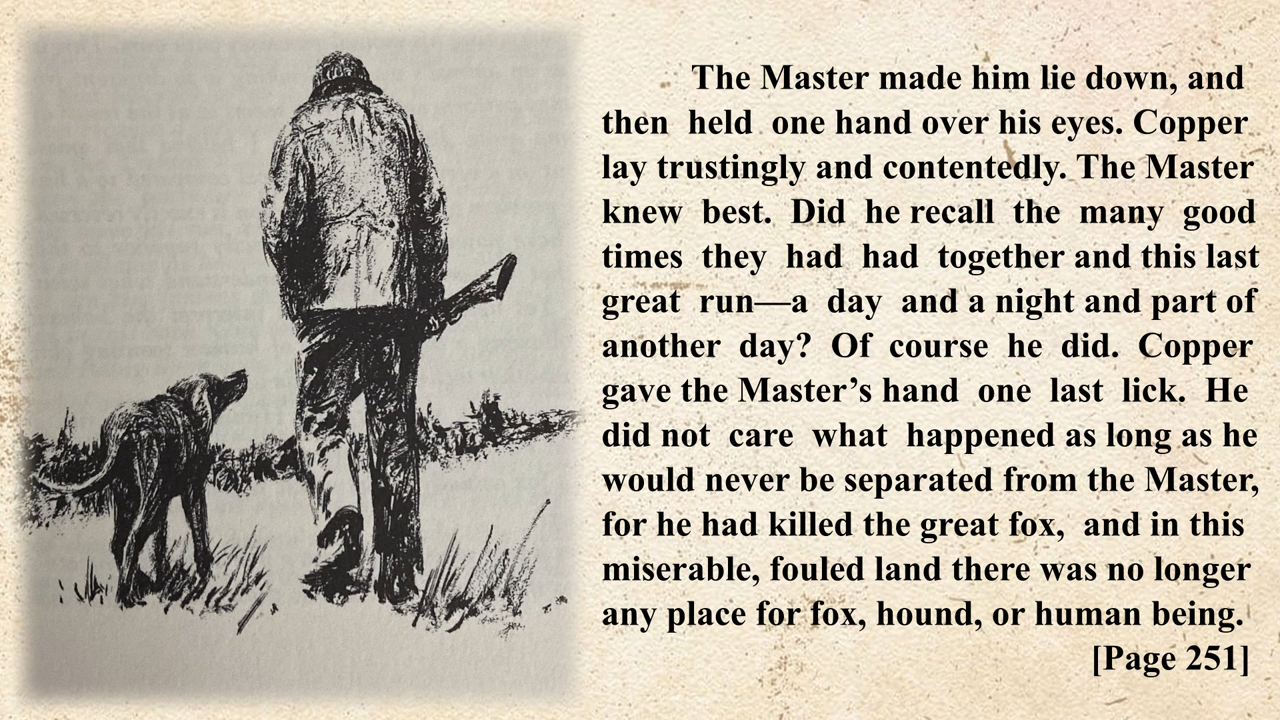 The Master made him lie down, and
then held one hand over his eyes. Copper
lay trustingly and contentedly. The Master
knew best. Did he recall the many good
times they had had together and this last
great run—a day and a night and part of
another day? Of course he did. Copper
gave the Master’s hand one last lick. He
did not care what happened as long as he
would never be separated from the Master,
for he had killed the great fox, and in this
miserable, fouled land there was no longer
any place for fox, hound, or human being.
[Page 251]